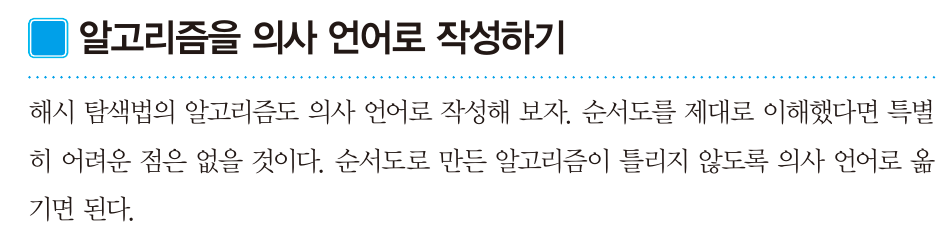 알고리즘을 의사 언어로 작성하기
해시 탐색법의 알고리즘도 의사 언어로 작성해 보자. 순서도를 제대로 이해했다면 특별
히 어려운 점은 없을 것이다. 순서도로 만든 알고리즘이 틀리지 않도록 의사 언어로 옮
기면 된다.